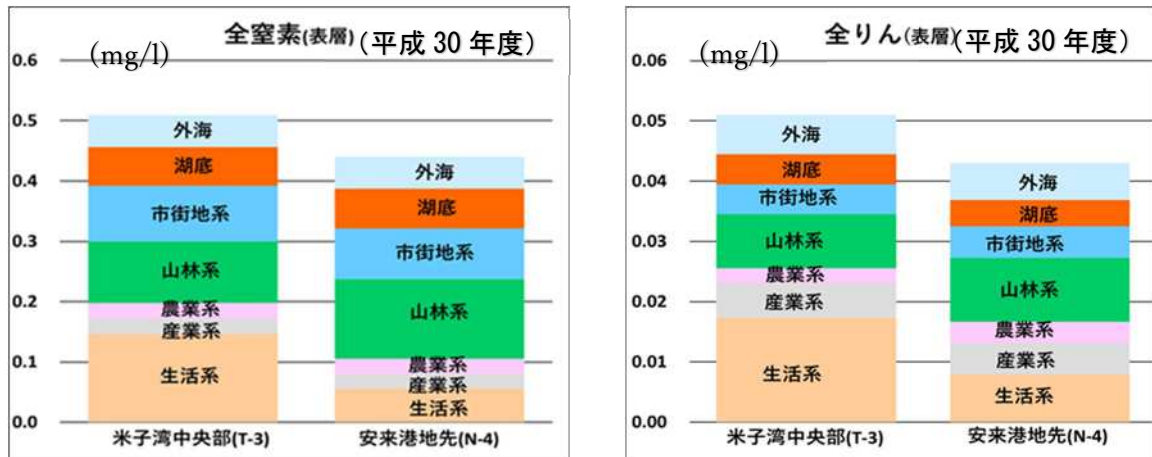 全窒素(表層)(平成 30 年度)
(mg/l)
0.6
0.5
0.4
0.3
0.2
0.1
0.0
外海
湖底
市街地系
山林系
農業系
産業系
生活系
外海
湖底
市街地系
山林系
農業系
産業系
生活系
米子湾中央部(T-3)
安来港地先(N-4)
全りん(表層)(平成 30 年度)
(mg/l)
0.06
0.05
0.04
0.03
0.02
0.01
0.00
外海
湖底
市街地系
山林系
農業系
産業系
生活系
外海
湖底
市街地系
山林系
農業系
産業系
生活系
米子湾中央部(T-3)
安来港地先(N-4)